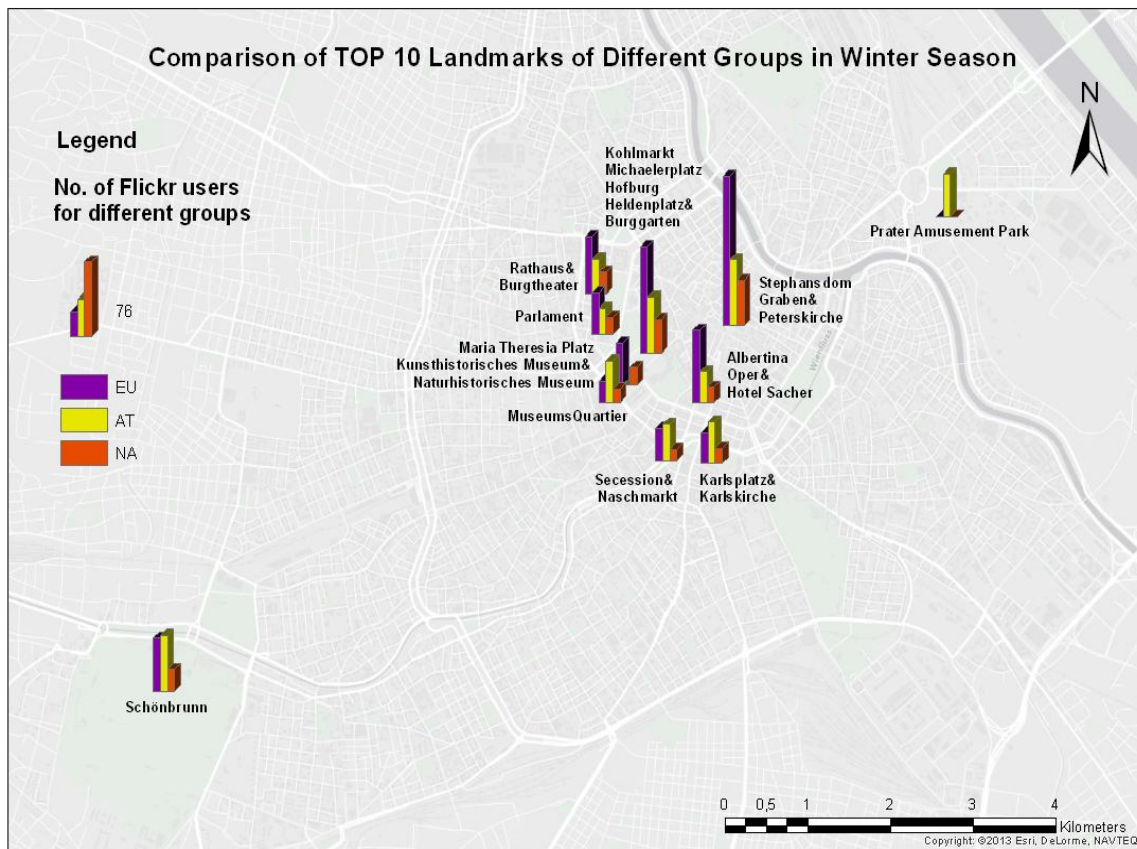 Comparison of TOP 10 Landmarks of Different Groups in Winter Season
Legend
No. of Flickr users
for different groups
76
EU
AT
NA
N
Kohlmarkt
Michaelerplatz
Hofburg
Heldenplatz&
Burggarten
Prater Amusement Park
Rathaus&
Burgtheater
Stephansdom
Graben&
Peterskirche
Parlament
Maria Theresia Platz
Kunsthistorisches Museum&
Naturhistorisches Museum
Albertina
Oper&
Hotel Sacher
MuseumsQuartier
Secession&
Naschmarkt
Karlsplatz&
Karlskirche
Schönbrunn
0 0,5 1 2 3 4
Kilometers
Copyright: ©2013 Esri, DeLorme, NAVTEQ